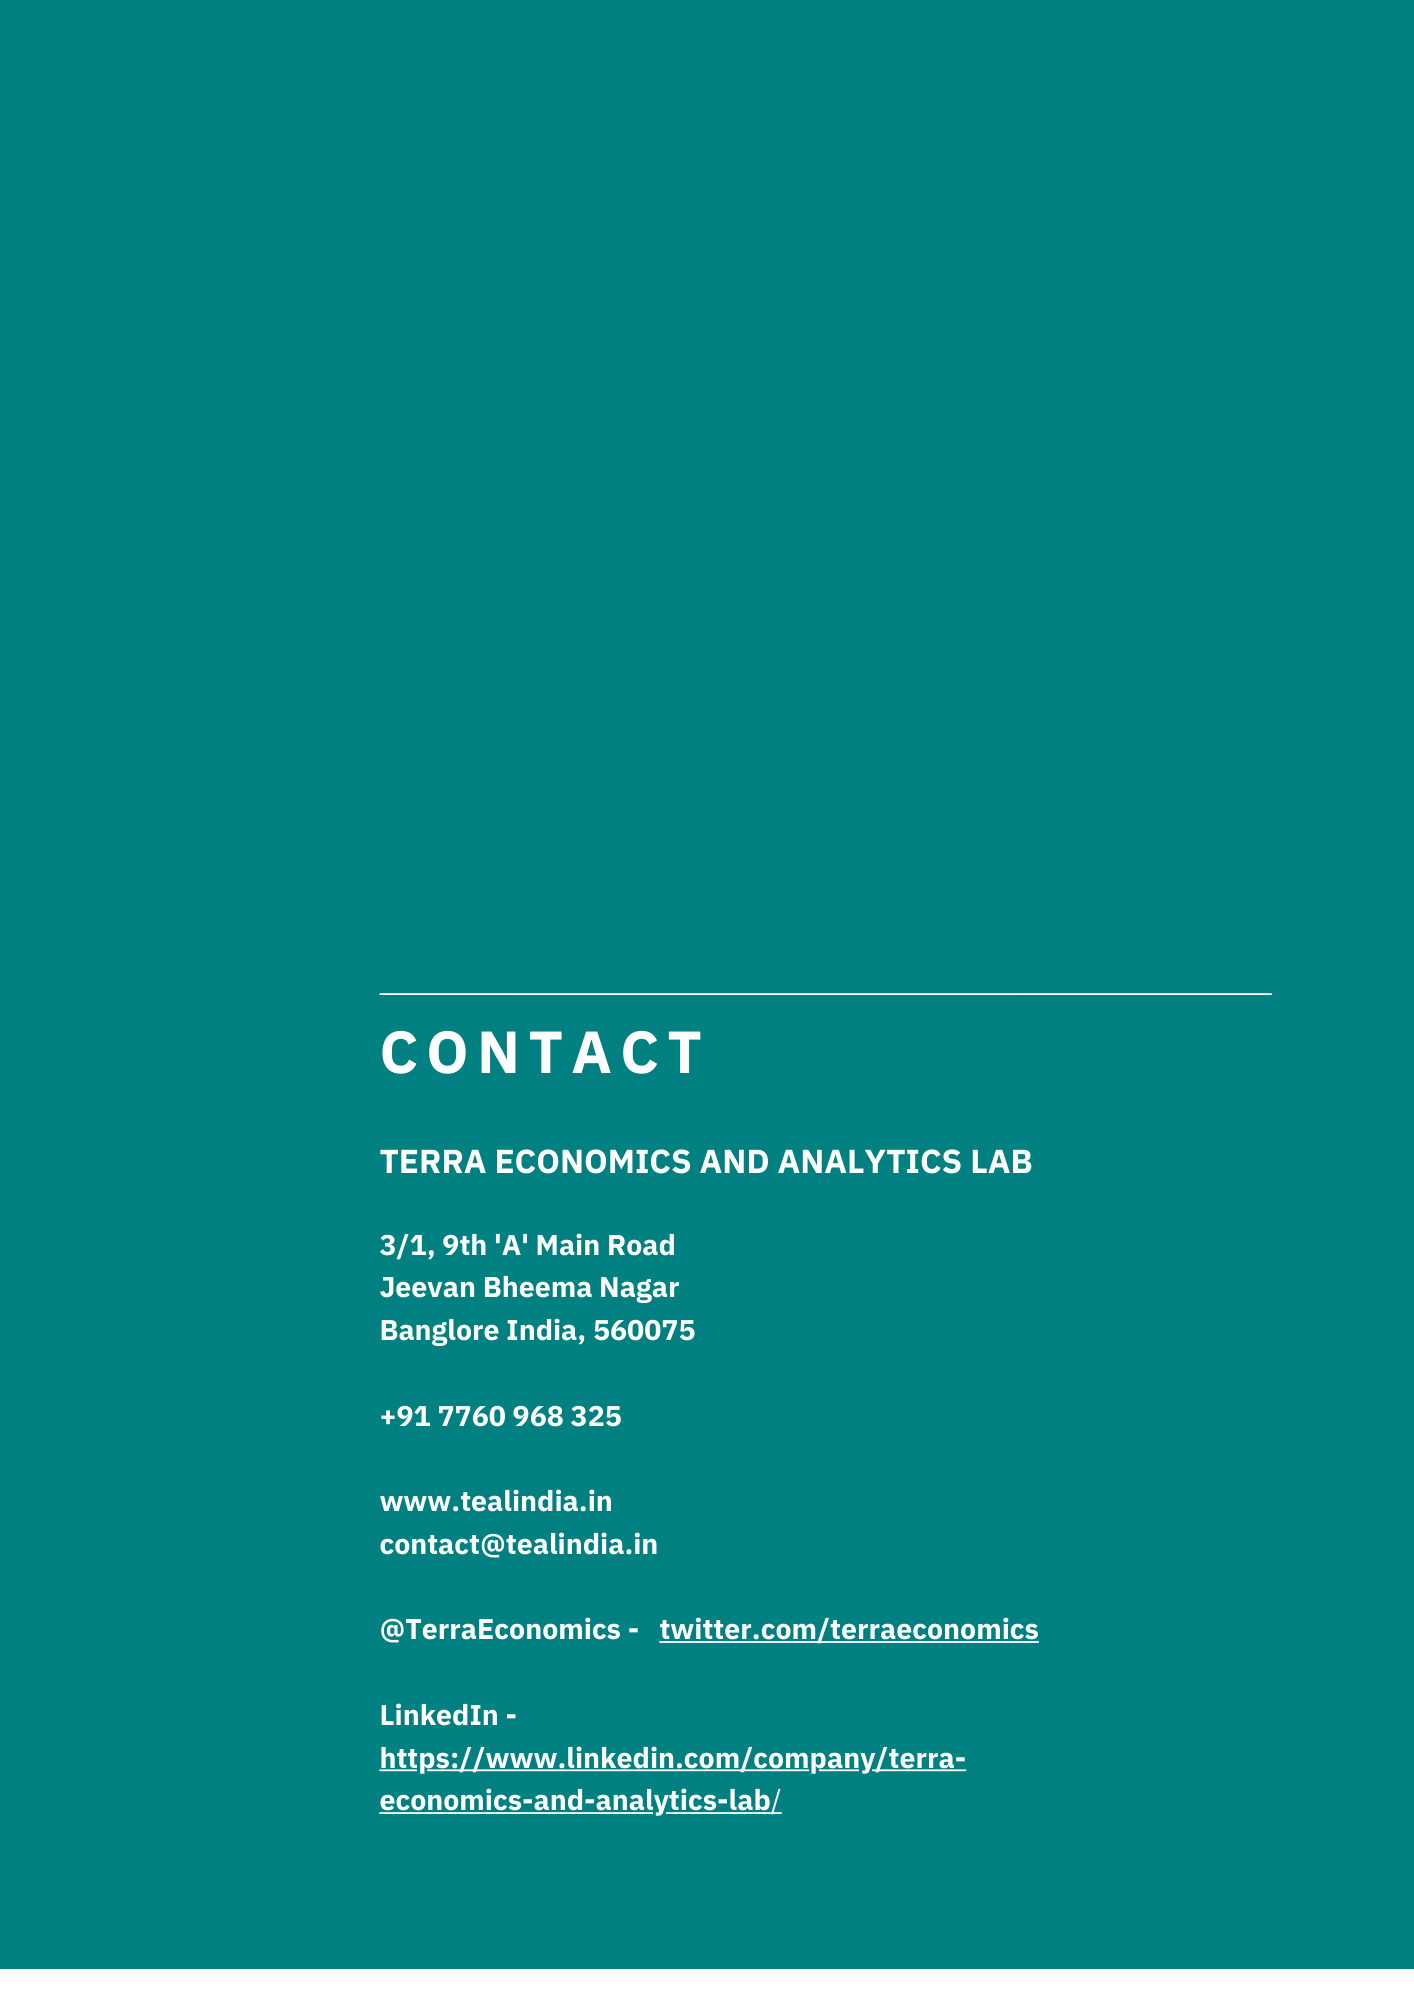 CONTACT
TERRA ECONOMICS AND ANALYTICS LAB
3/1, 9th 'A' Main Road
Jeevan Bheema Nagar
Banglore India, 560075
+91 7760 968 325
www.tealindia.in
contact@tealindia.in
@TerraEconomics - twitter.com/terraeconomics
LinkedIn -
https://www.linkedin.com/company/terra-
economics-and-analytics-lab/